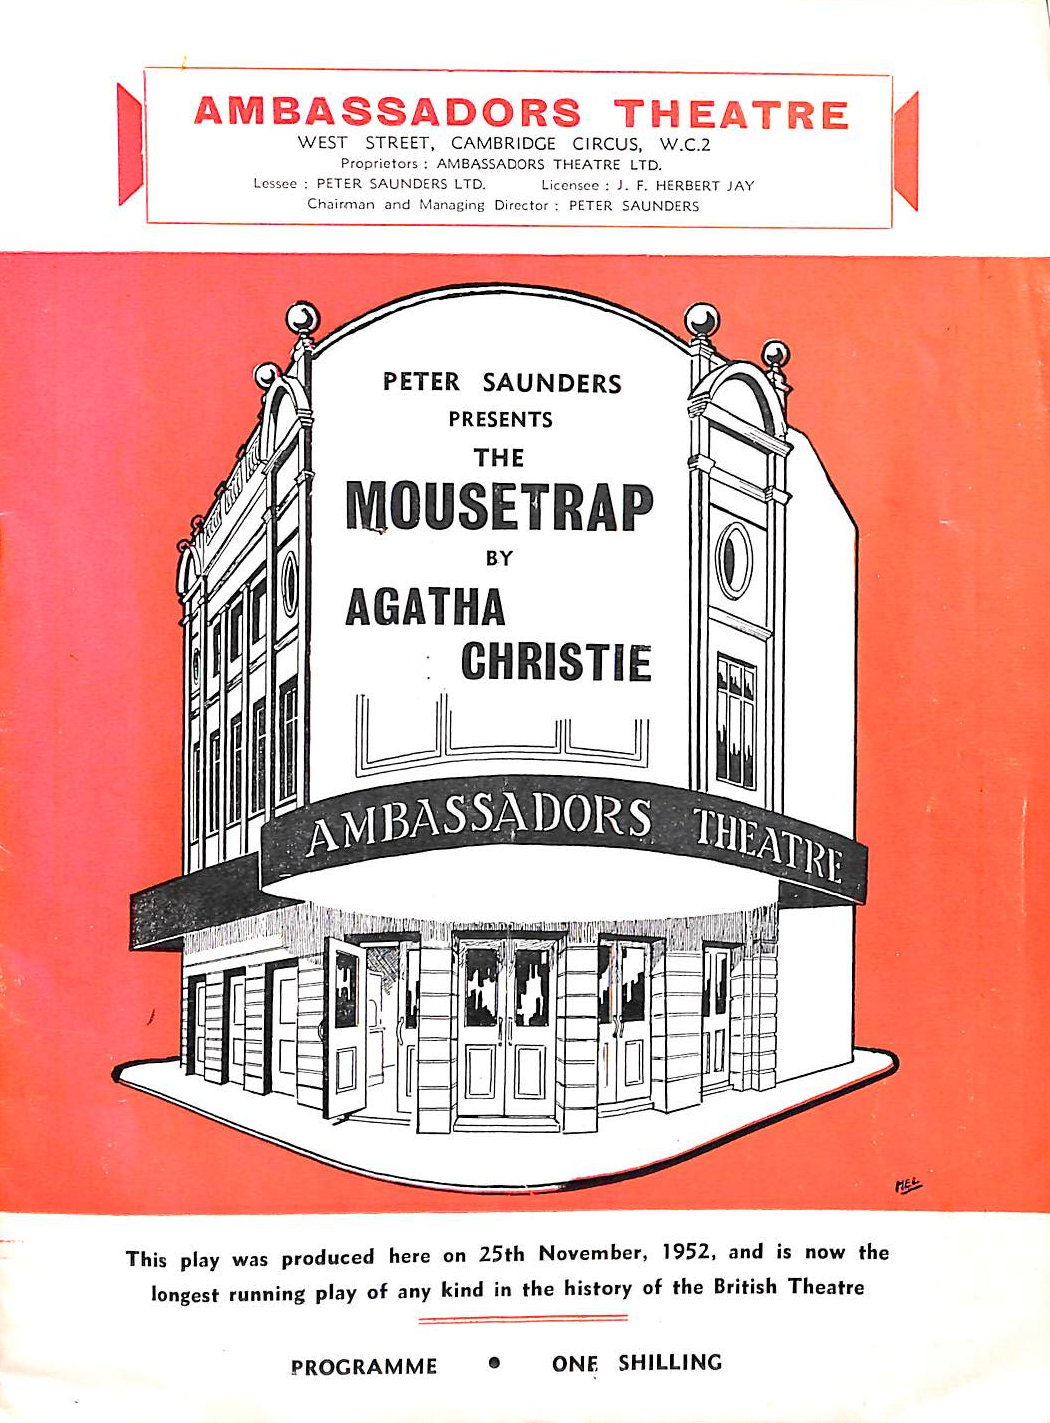 AMBASSADORS THEATRE
WEST STREET, CAMBRIDGE CIRCUS, W.C.2
Proprietors : AMBASSADORS THEATRE LTD.
Lessee : PETER SAUNDERS LTD. Licensee : J. F. HERBERT JAY
Chairman and Managing Director : PETER SAUNDERS
PETER SAUNDERS
PRESENTS
THE
MOUSETRAP
BY
AGATHA
CHRISTIE
AMBASSADORS THEATRE
MEL
This play was produced here on 25th November, 1952, and is now the
longest running play of any kind in the history of the British Theatre
PROGRAMME • ONE SHILLING